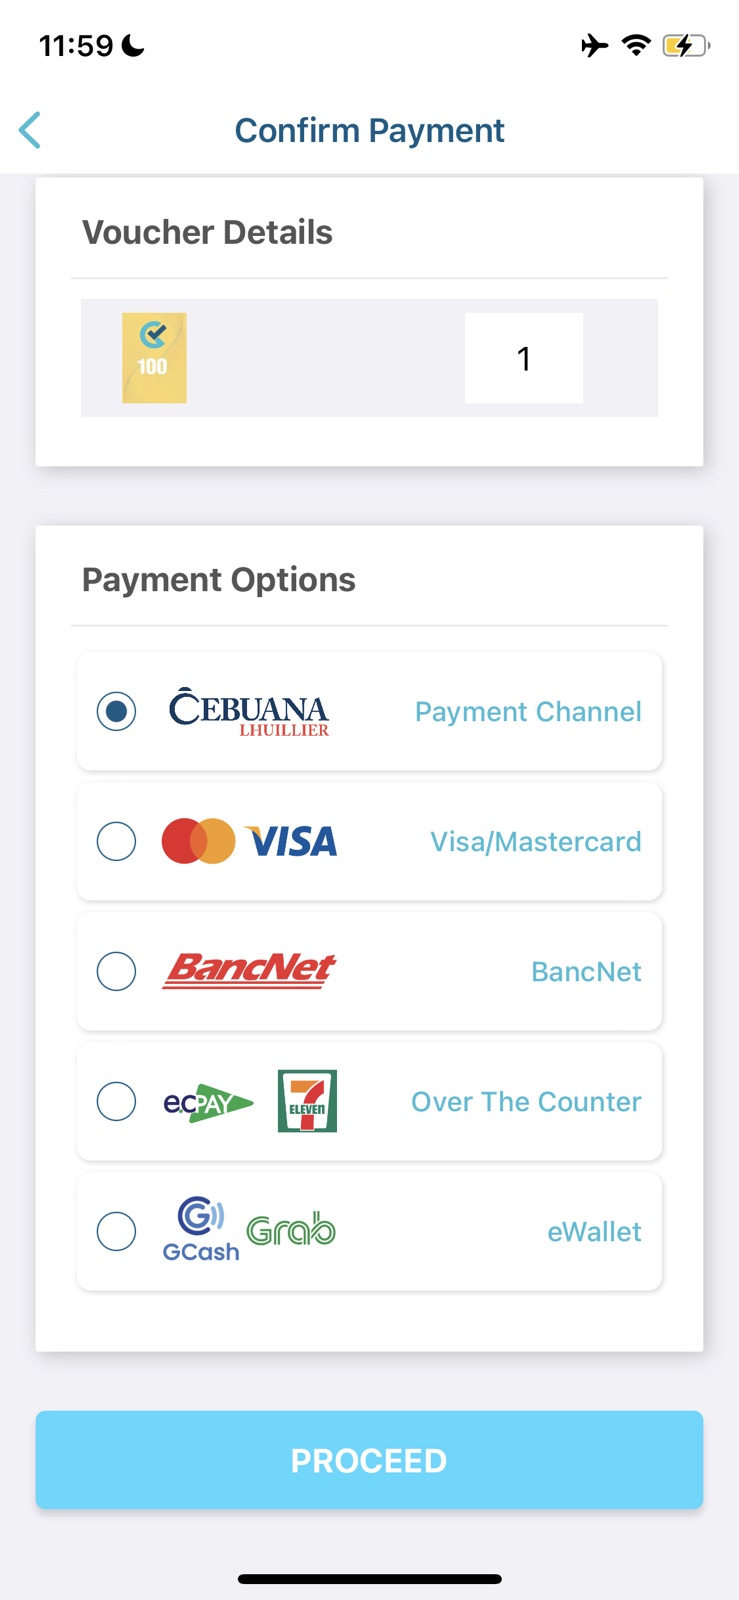 11:59
Confirm Payment
Voucher Details
100
1
Payment Options
CEBUANA
LHUILLIER
Payment Channel
VISA
Visa/Mastercard
BancNet
BancNet
ecPAY
7
ELEVEN
Over The Counter
G
GCash
Grab
eWallet
PROCEED